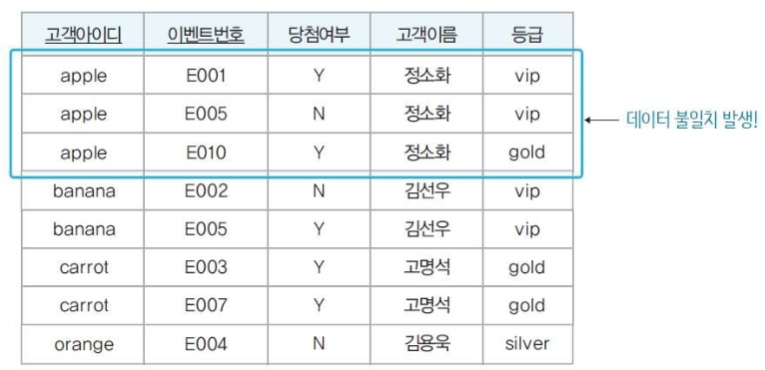 고객아이디 이벤트번호 당첨여부 고객이름 등급
apple E001 Y 정소화 vip
apple E005 N 정소화 vip
데이터 불일치 발생!
apple E010 Y 정소화 gold
banana E002 N 김선우 vip
banana E005 Y 김선우 vip
carrot E003 Y 고명석 gold
carrot E007 Y 고명석 gold
orange E004 N 김용욱 silver